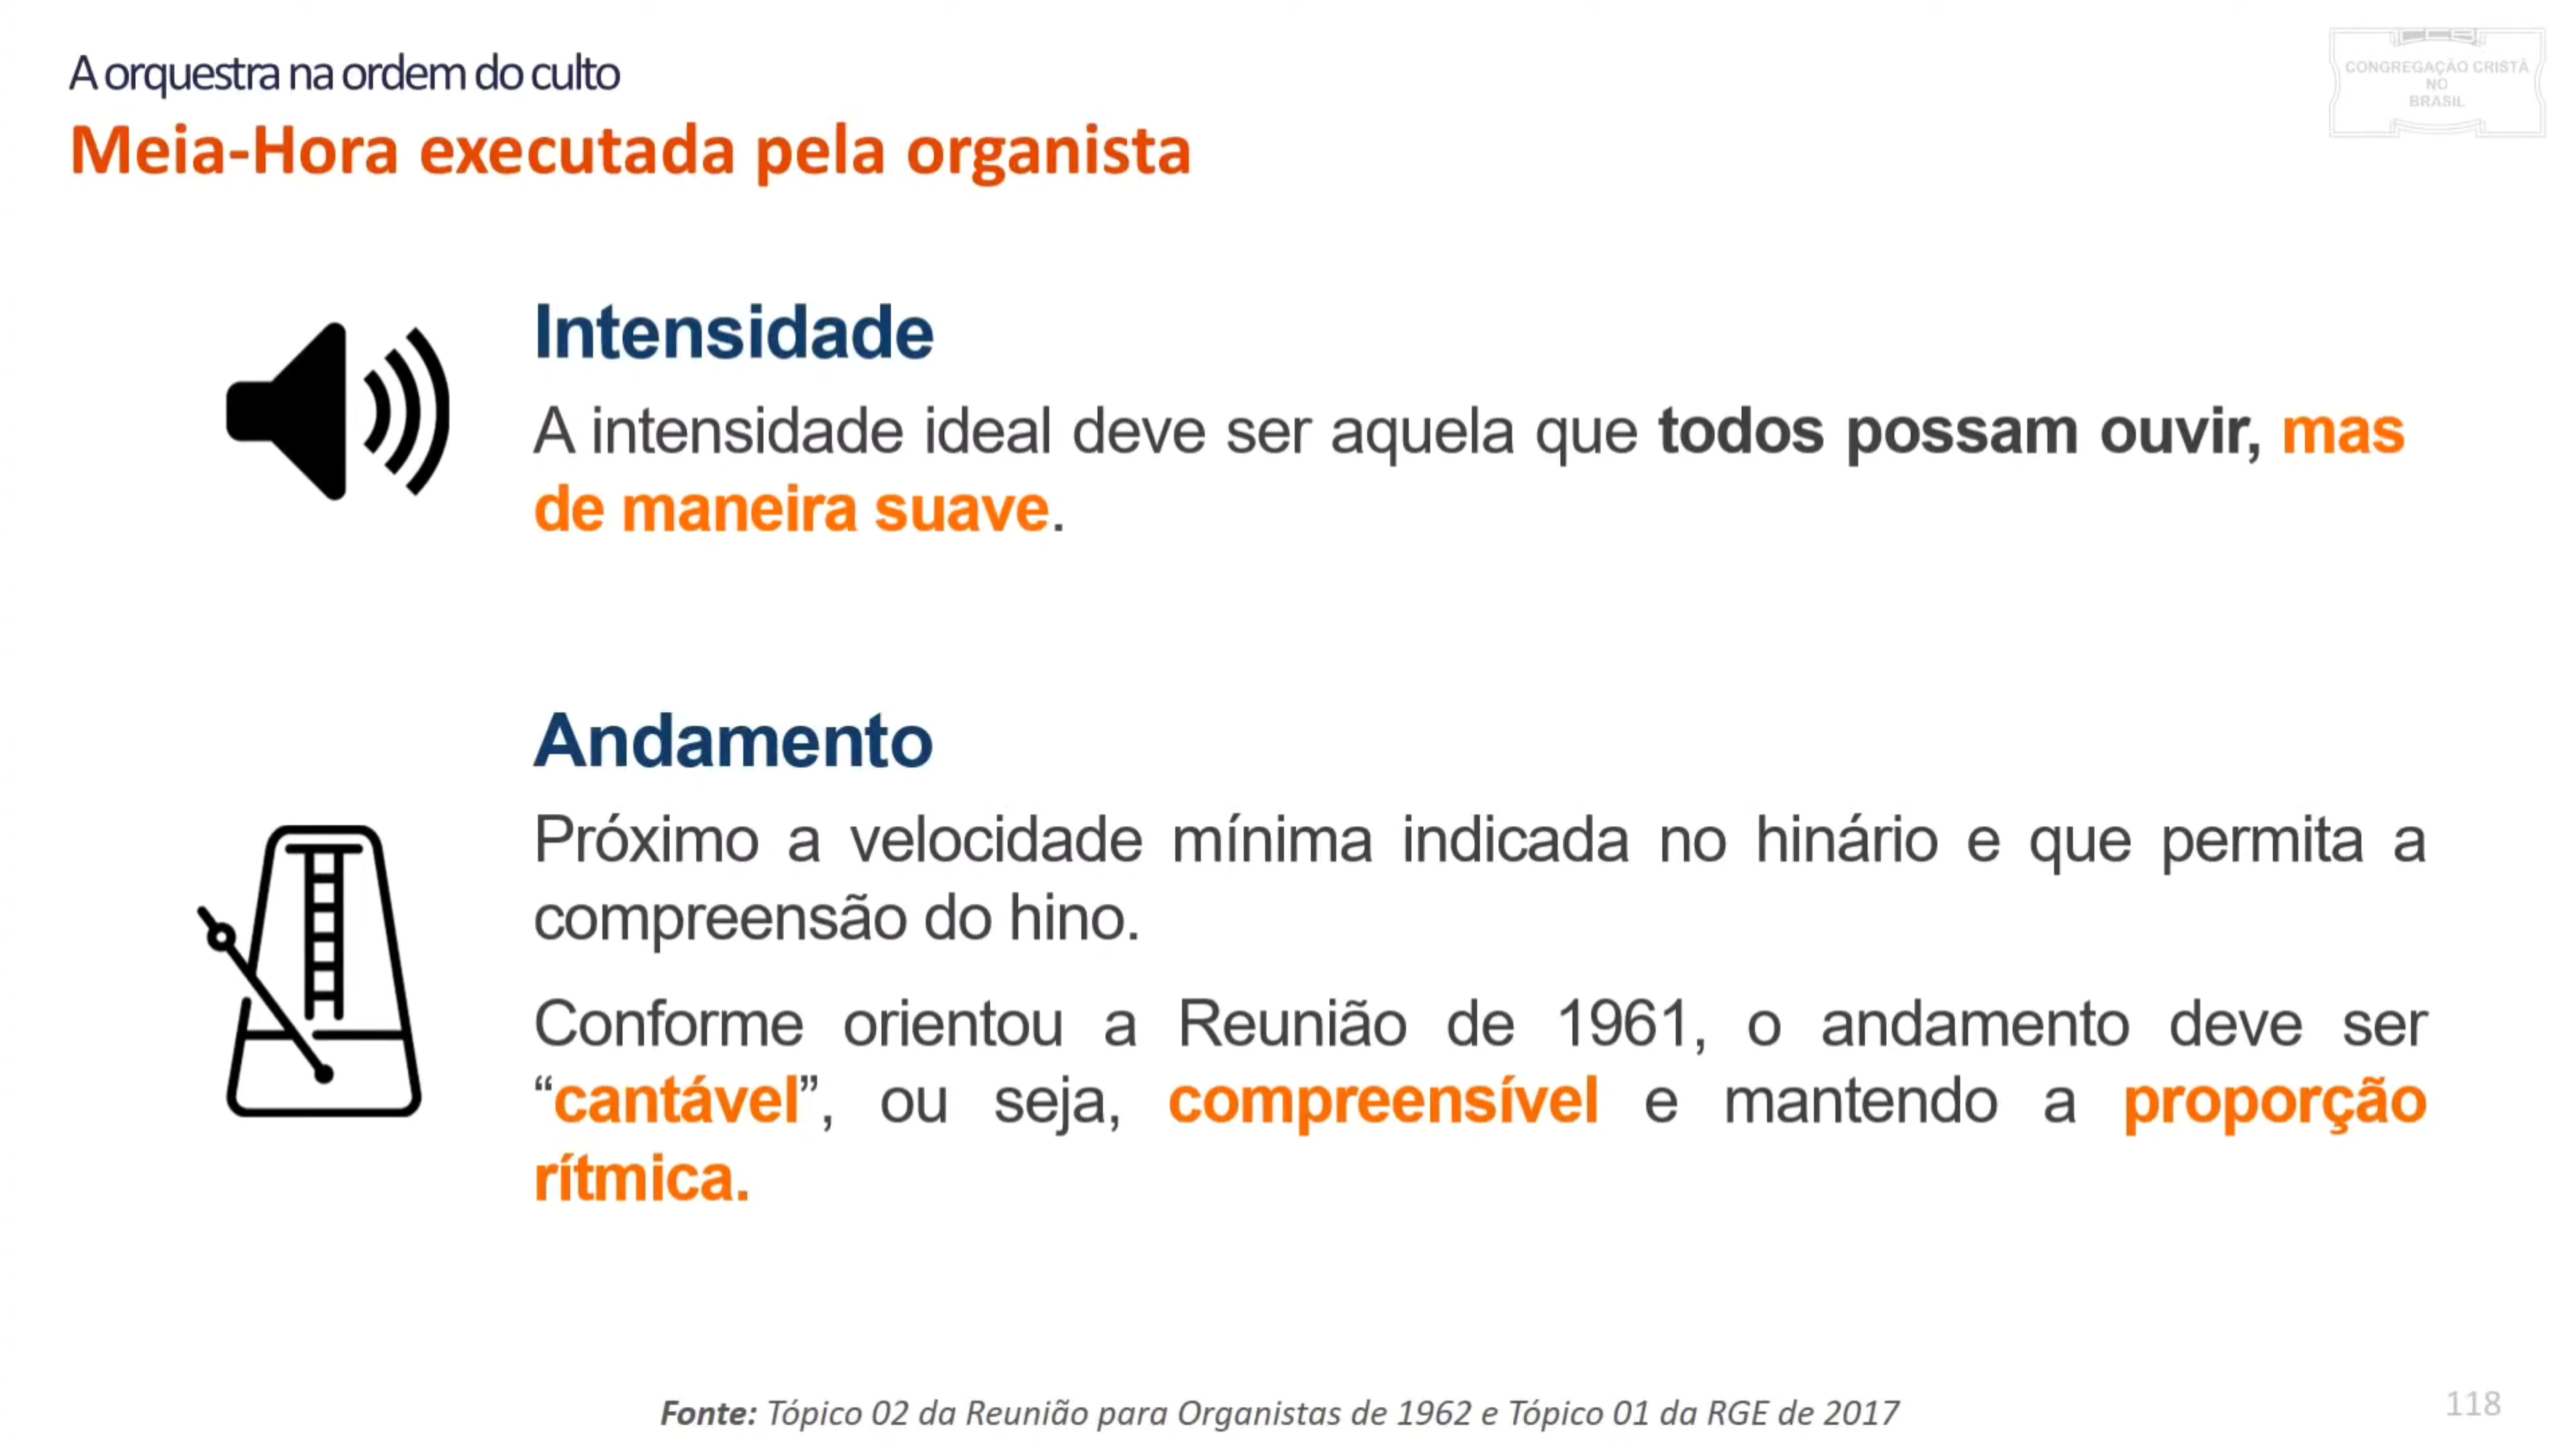 A orquestra na ordem do culto
CONGREGAÇÃO CRISTÃ
NO
BRASIL
Meia-Hora executada pela organista
Intensidade
A intensidade ideal deve ser aquela que todos possam ouvir, mas
de maneira suave.
Andamento
Próximo a velocidade mínima indicada no hinário e que permita a
compreensão do hino.
Conforme orientou a Reunião de 1961, o andamento deve ser
“cantável”, ou seja, compreensível e mantendo a proporção
rítmica.
Fonte: Tópico 02 da Reunião para Organistas de 1962 e Tópico 01 da RGE de 2017
118